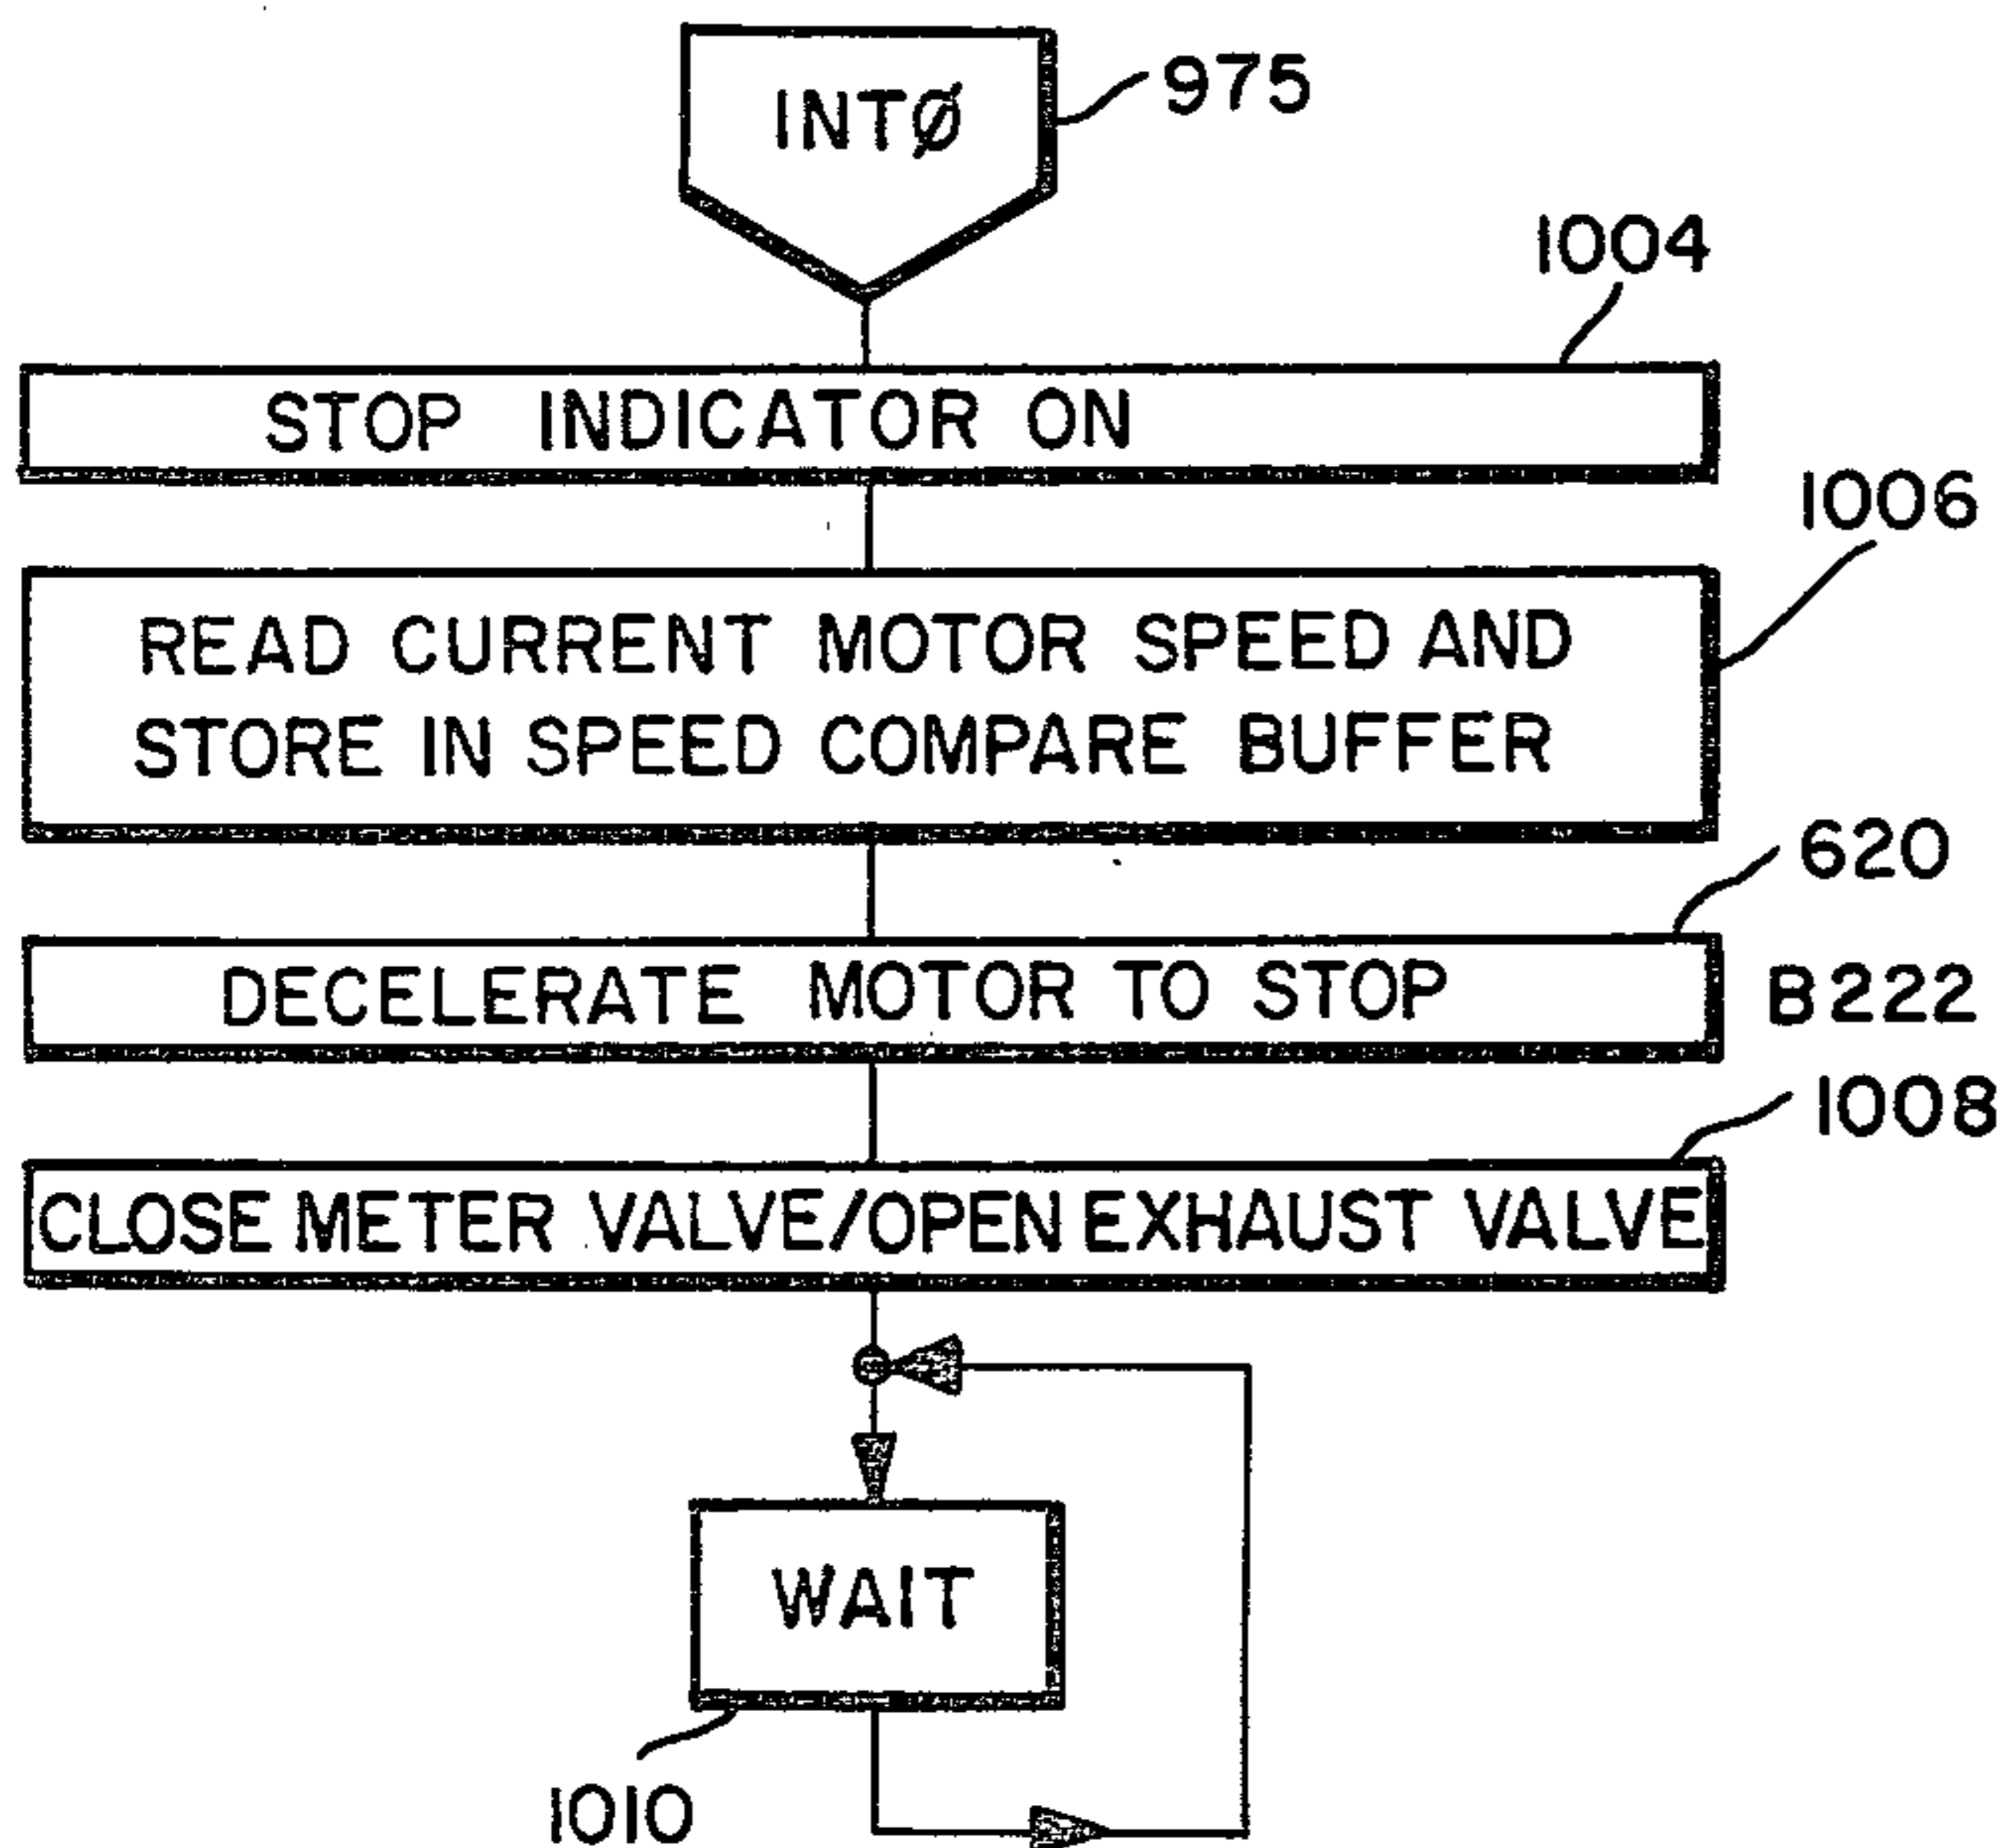 INTØ
975
1004
STOP INDICATOR ON
1006
READ CURRENT MOTOR SPEED AND
STORE IN SPEED COMPARE BUFFER
620
DECELERATE MOTOR TO STOP
B222
1008
CLOSE METER VALVE/OPEN EXHAUST VALVE
WAIT
1010